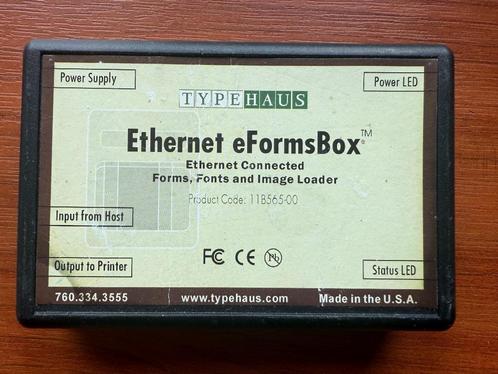 Power Supply
Power LED
TYPEHAUS
Ethernet eFormsBox™
Ethernet Connected
Forms, Fonts and Image Loader
Product Code: 11B565-00
Input from Host
FC CE Pb
Output to Printer
Status LED
760.334.3555 www.typehaus.com Made in the U.S.A.